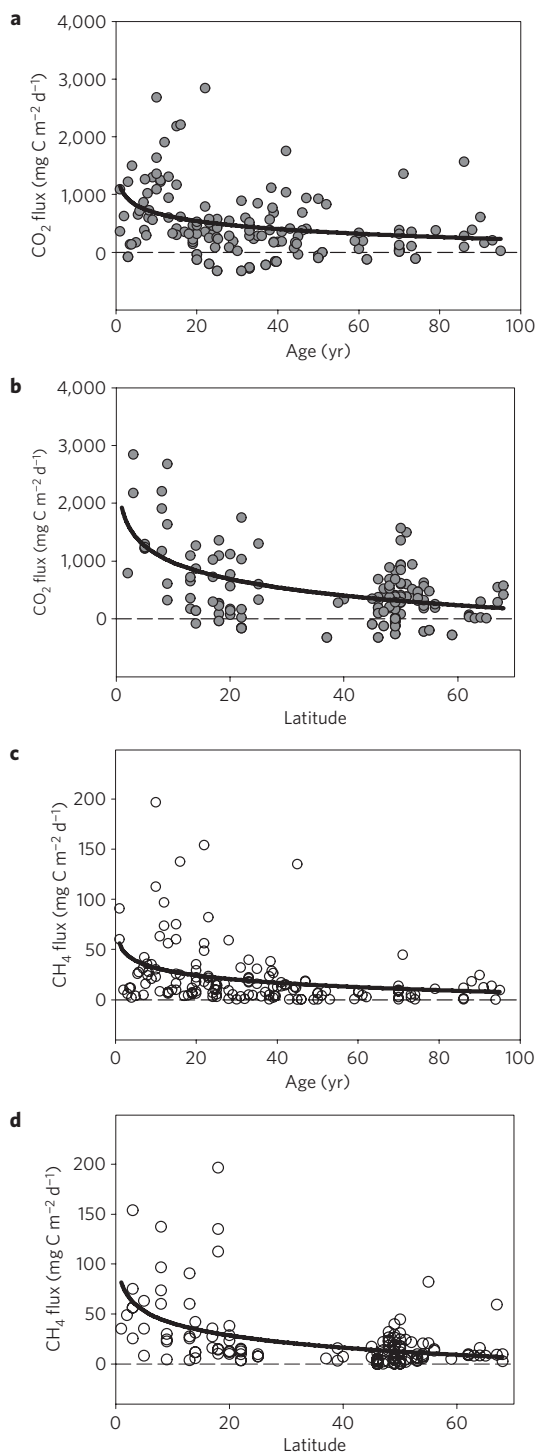 a
4,000
3,000
2,000
1,000
0
CO₂ flux (mg C m⁻² d⁻¹)
0 20 40 60 80 100
Age (yr)
b
4,000
3,000
2,000
1,000
0
CO₂ flux (mg C m⁻² d⁻¹)
0 20 40 60
Latitude
c
200
150
100
50
0
CH₄ flux (mg C m⁻² d⁻¹)
0 20 40 60 80 100
Age (yr)
d
200
150
100
50
0
CH₄ flux (mg C m⁻² d⁻¹)
0 20 40 60
Latitude